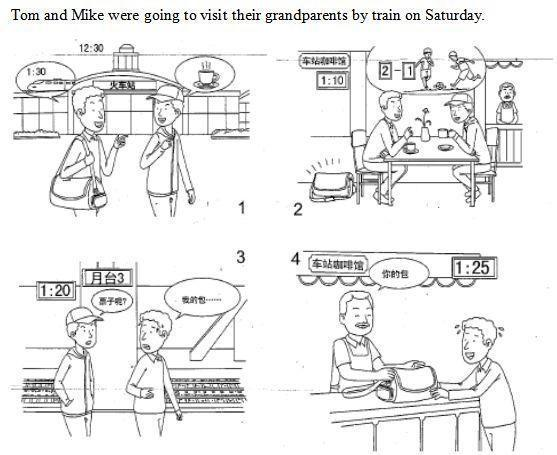 Tom and Mike were going to visit their grandparents by train on Saturday.
12:30
1:30
火车站
1
车站咖啡馆
1:10
2-1
2
3
月台3
1:20
票子呢?
我的包……
4
车站咖啡馆
你的包
1:25